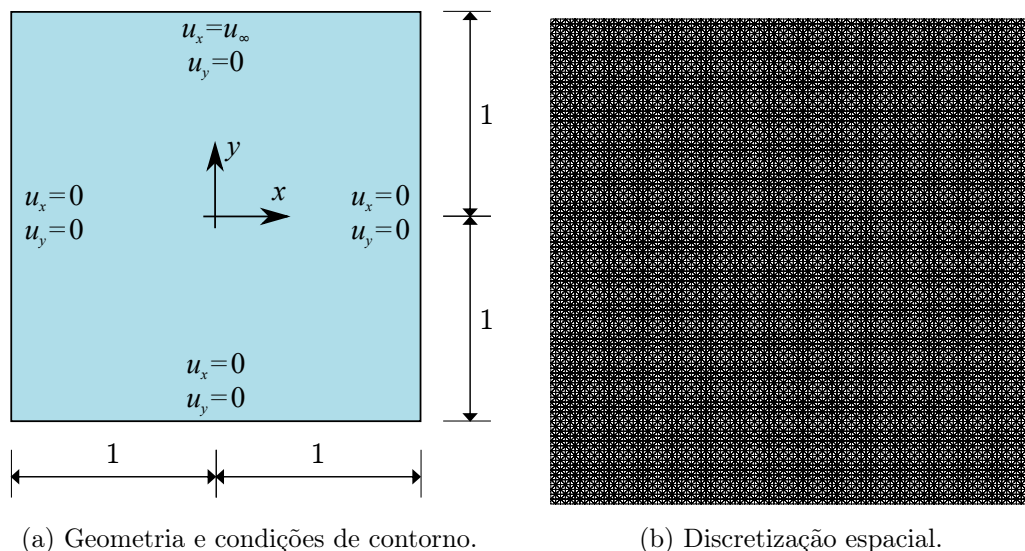 u_x=u_∞
u_y=0
y
x
u_x=0
u_y=0
u_x=0
u_y=0
u_x=0
u_y=0
1
1
1
1
(a) Geometria e condições de contorno.
(b) Discretização espacial.